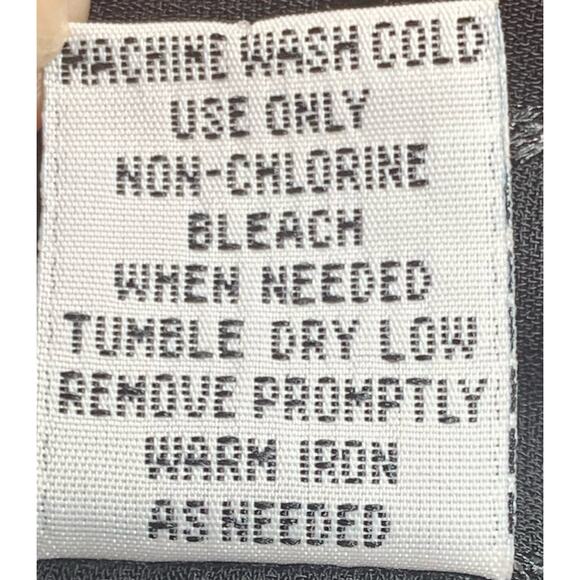 MACHINE WASH COLD
USE ONLY
NON-CHLORINE
BLEACH
WHEN NEEDED
TUMBLE DRY LOW
REMOVE PROMPTLY
WARM IRON
AS NEEDED